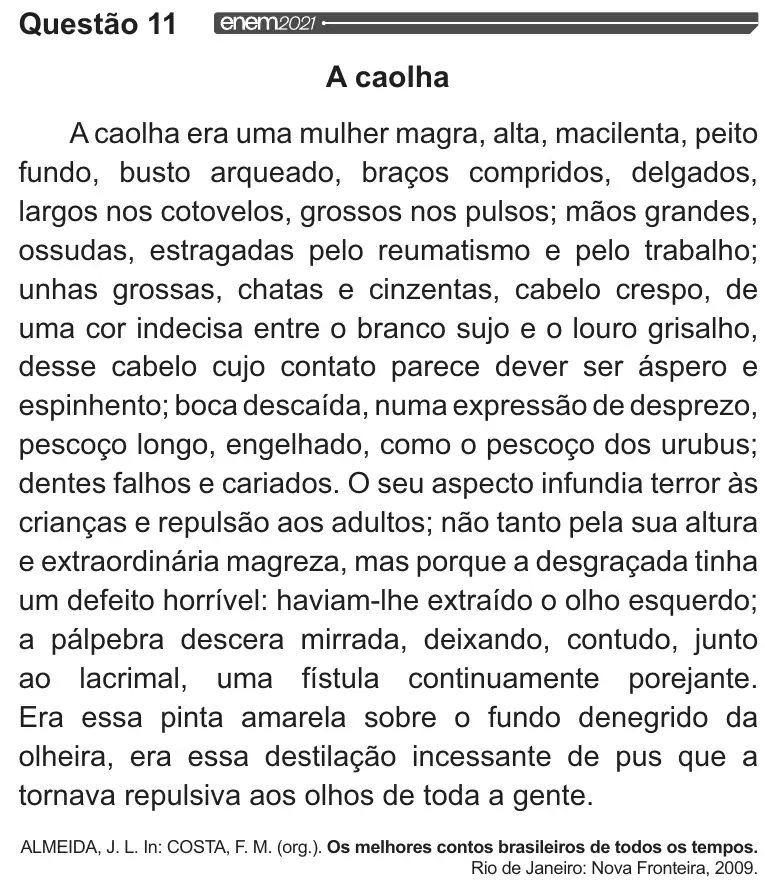 Questão 11 enem2021
A caolha
A caolha era uma mulher magra, alta, macilenta, peito
fundo, busto arqueado, braços compridos, delgados,
largos nos cotovelos, grossos nos pulsos; mãos grandes,
ossudas, estragadas pelo reumatismo e pelo trabalho;
unhas grossas, chatas e cinzentas, cabelo crespo, de
uma cor indecisa entre o branco sujo e o louro grisalho,
desse cabelo cujo contato parece dever ser áspero e
espinhento; boca descaída, numa expressão de desprezo,
pescoço longo, engelhado, como o pescoço dos urubus;
dentes falhos e cariados. O seu aspecto infundia terror às
crianças e repulsão aos adultos; não tanto pela sua altura
e extraordinária magreza, mas porque a desgraçada tinha
um defeito horrível: haviam-lhe extraído o olho esquerdo;
a pálpebra descera mirrada, deixando, contudo, junto
ao lacrimal, uma fístula continuamente porejante.
Era essa pinta amarela sobre o fundo denegrido da
olheira, era essa destilação incessante de pus que a
tornava repulsiva aos olhos de toda a gente.
ALMEIDA, J. L. In: COSTA, F. M. (org.). Os melhores contos brasileiros de todos os tempos.
Rio de Janeiro: Nova Fronteira, 2009.